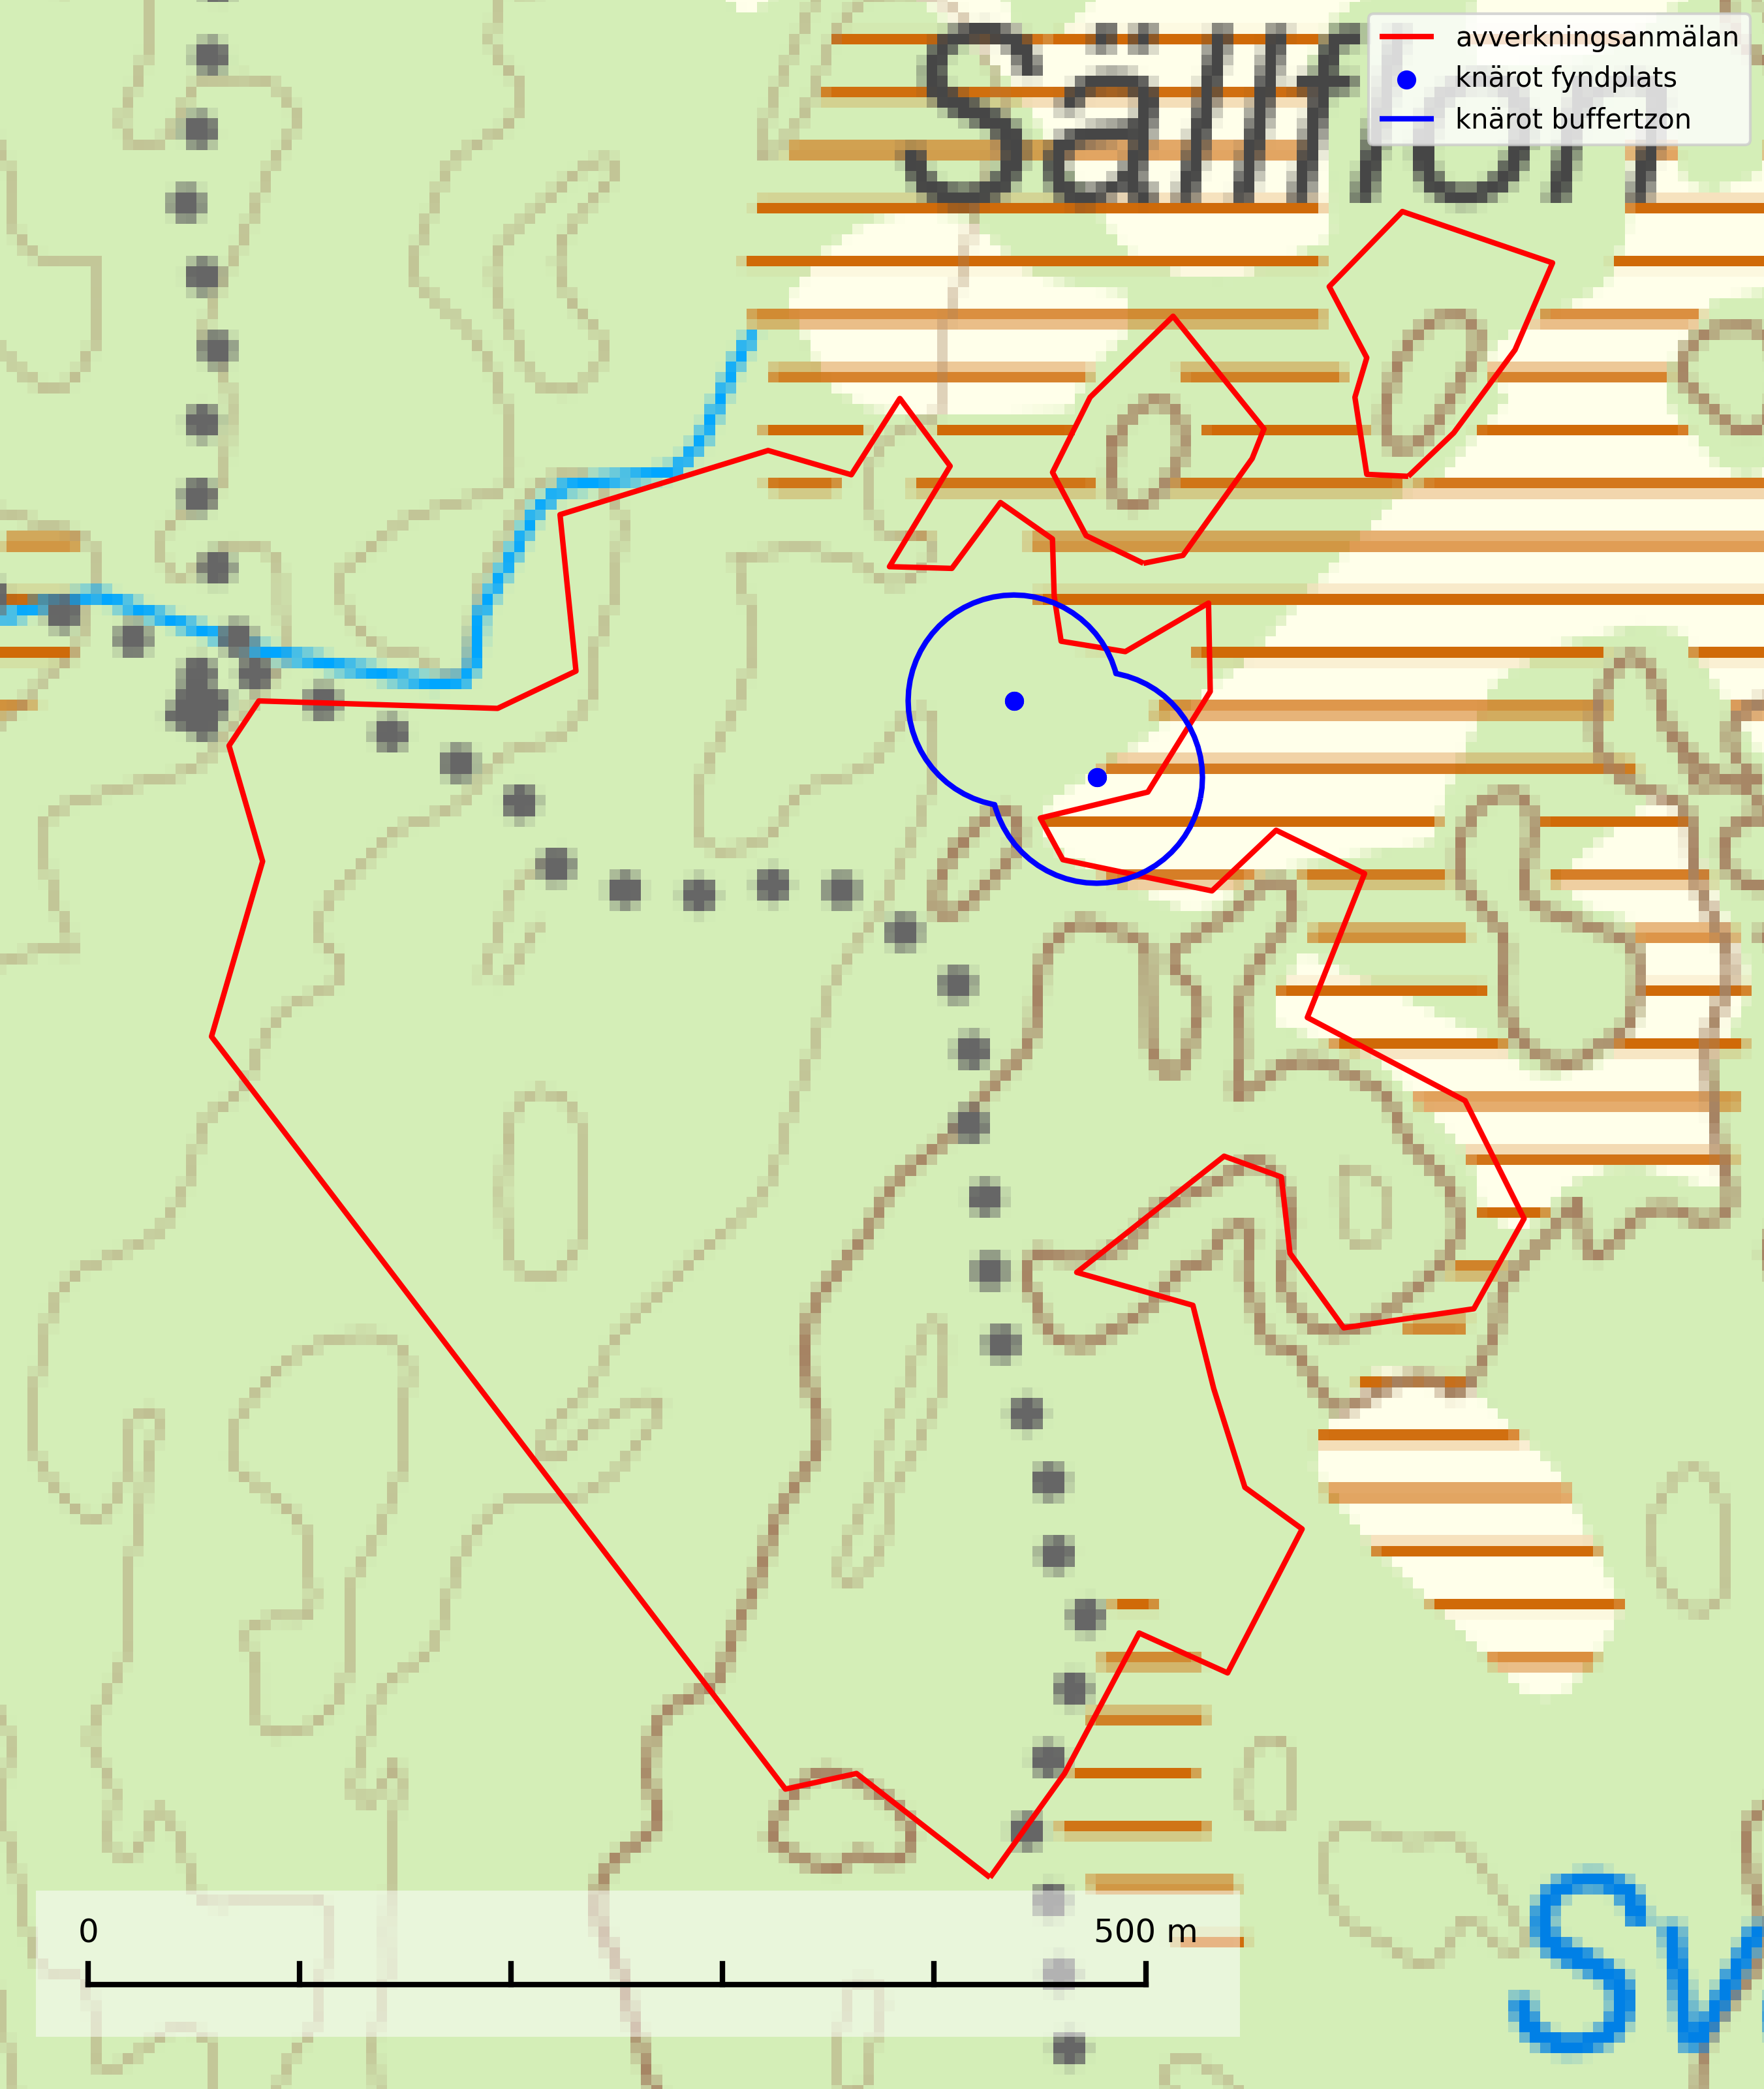 avverkningsanmälan
knärot fyndplats
knärot buffertzon
0
500 m